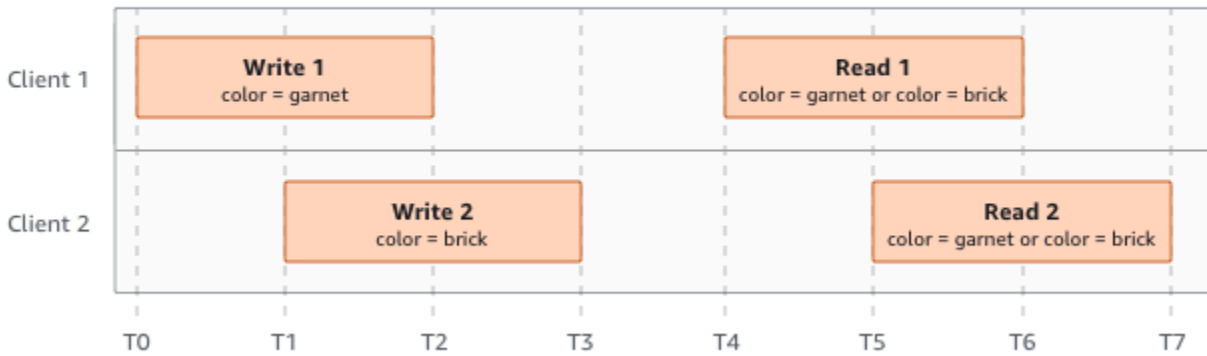 Client 1
Write 1
color = garnet
Read 1
color = garnet or color = brick
Client 2
Write 2
color = brick
Read 2
color = garnet or color = brick
T0 T1 T2 T3 T4 T5 T6 T7